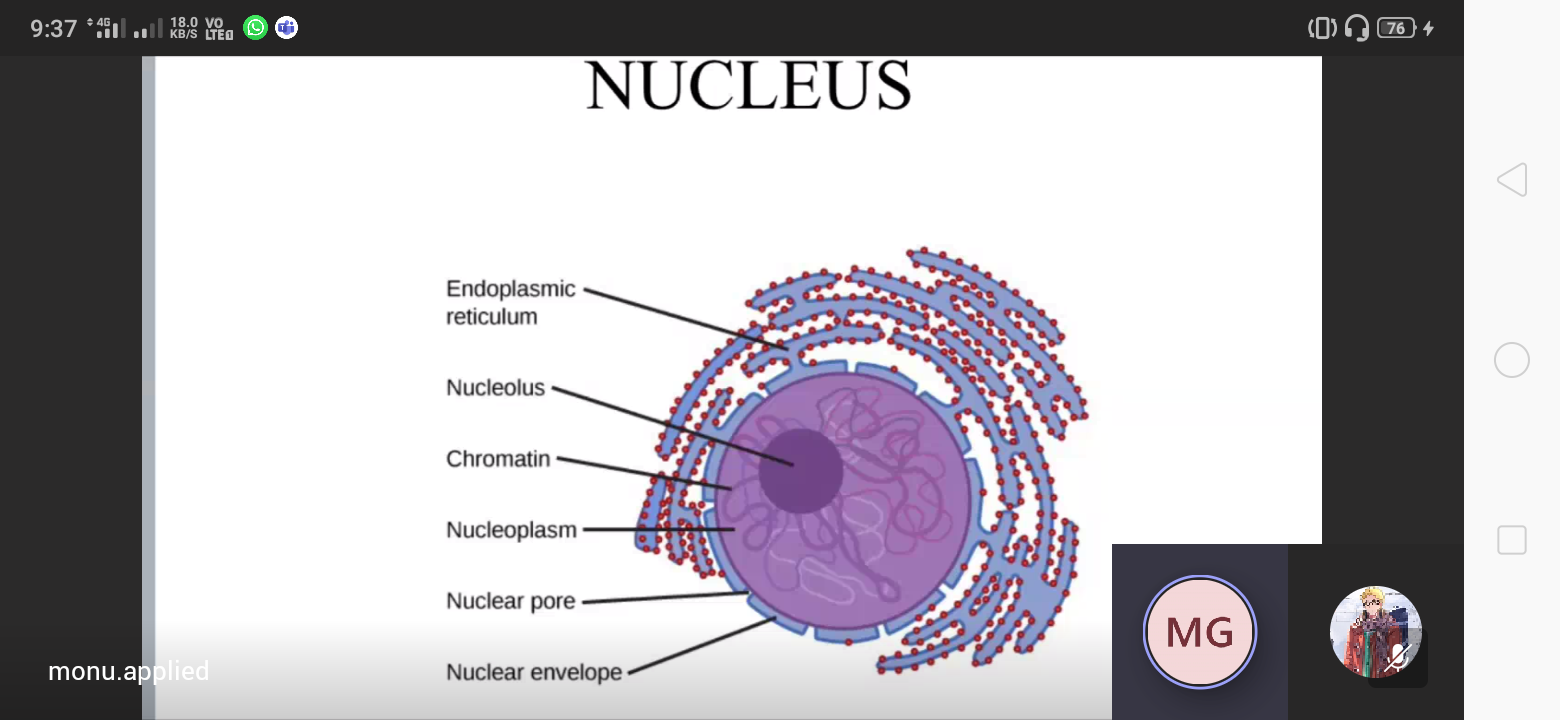 9:37 4G 18.0 KB/S VO LTE 76
NUCLEUS
Endoplasmic
reticulum
Nucleolus
Chromatin
Nucleoplasm
Nuclear pore
Nuclear envelope
monu.applied
MG